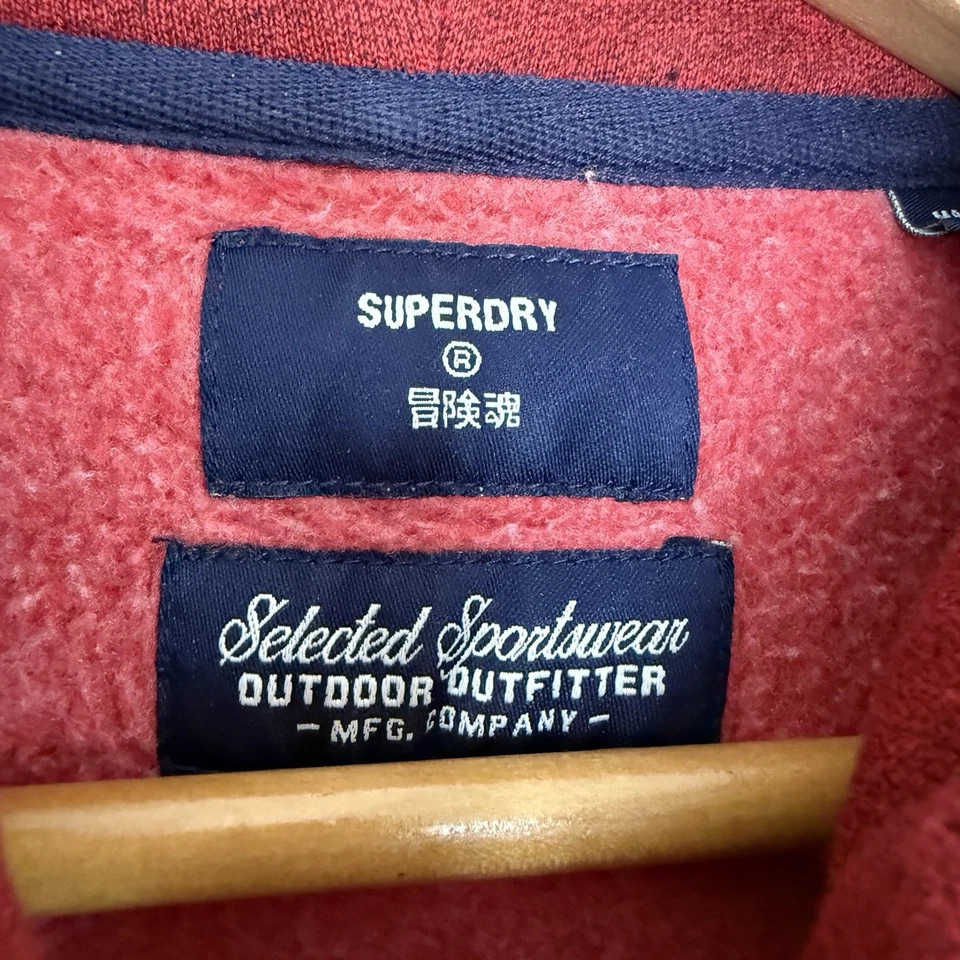 SUPERDRY
®
冒険魂
Selected Sportswear
OUTDOOR OUTFITTER
- MFG. COMPANY -